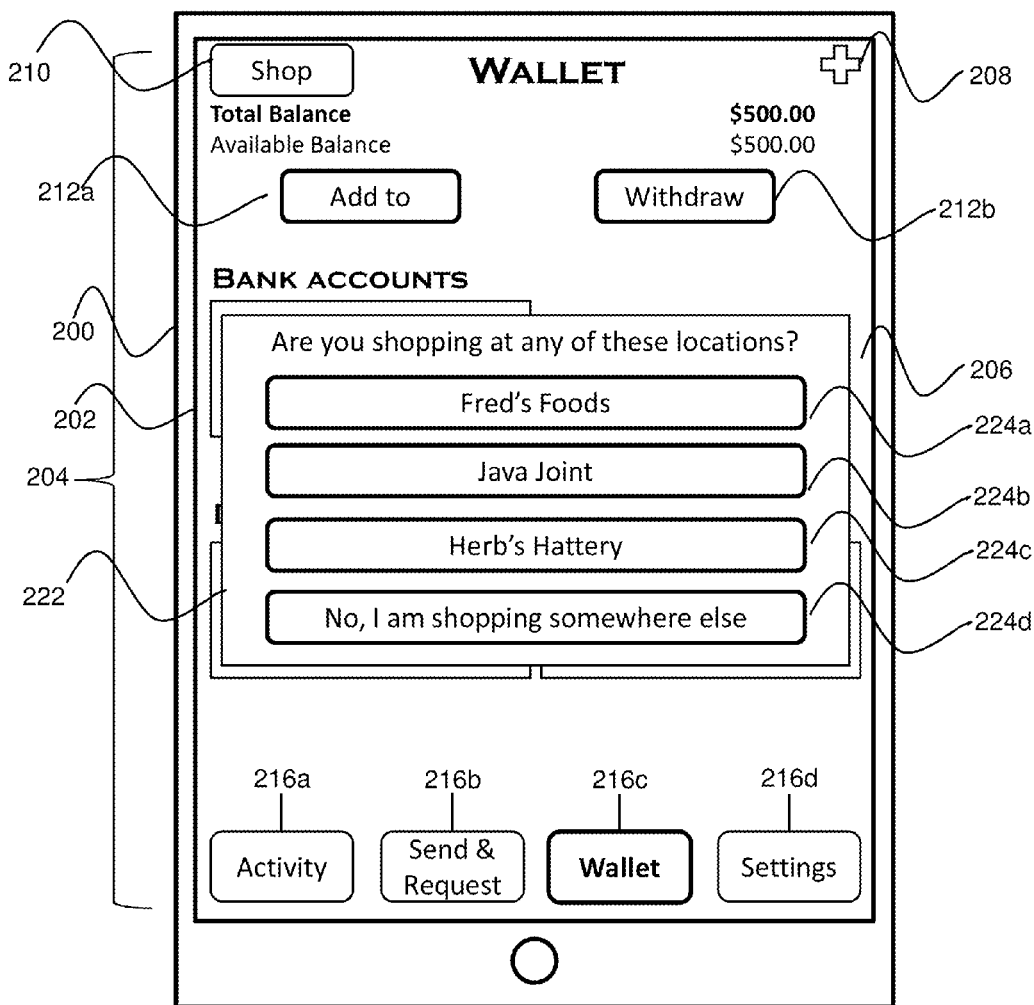 210
Shop
WALLET
208
Total Balance
$500.00
Available Balance
$500.00
212a
Add to
Withdraw
212b
BANK ACCOUNTS
200
Are you shopping at any of these locations?
206
202
Fred's Foods
224a
204
Java Joint
224b
Herb's Hattery
224c
222
No, I am shopping somewhere else
224d
216a
216b
216c
216d
Activity
Send &
Request
Wallet
Settings